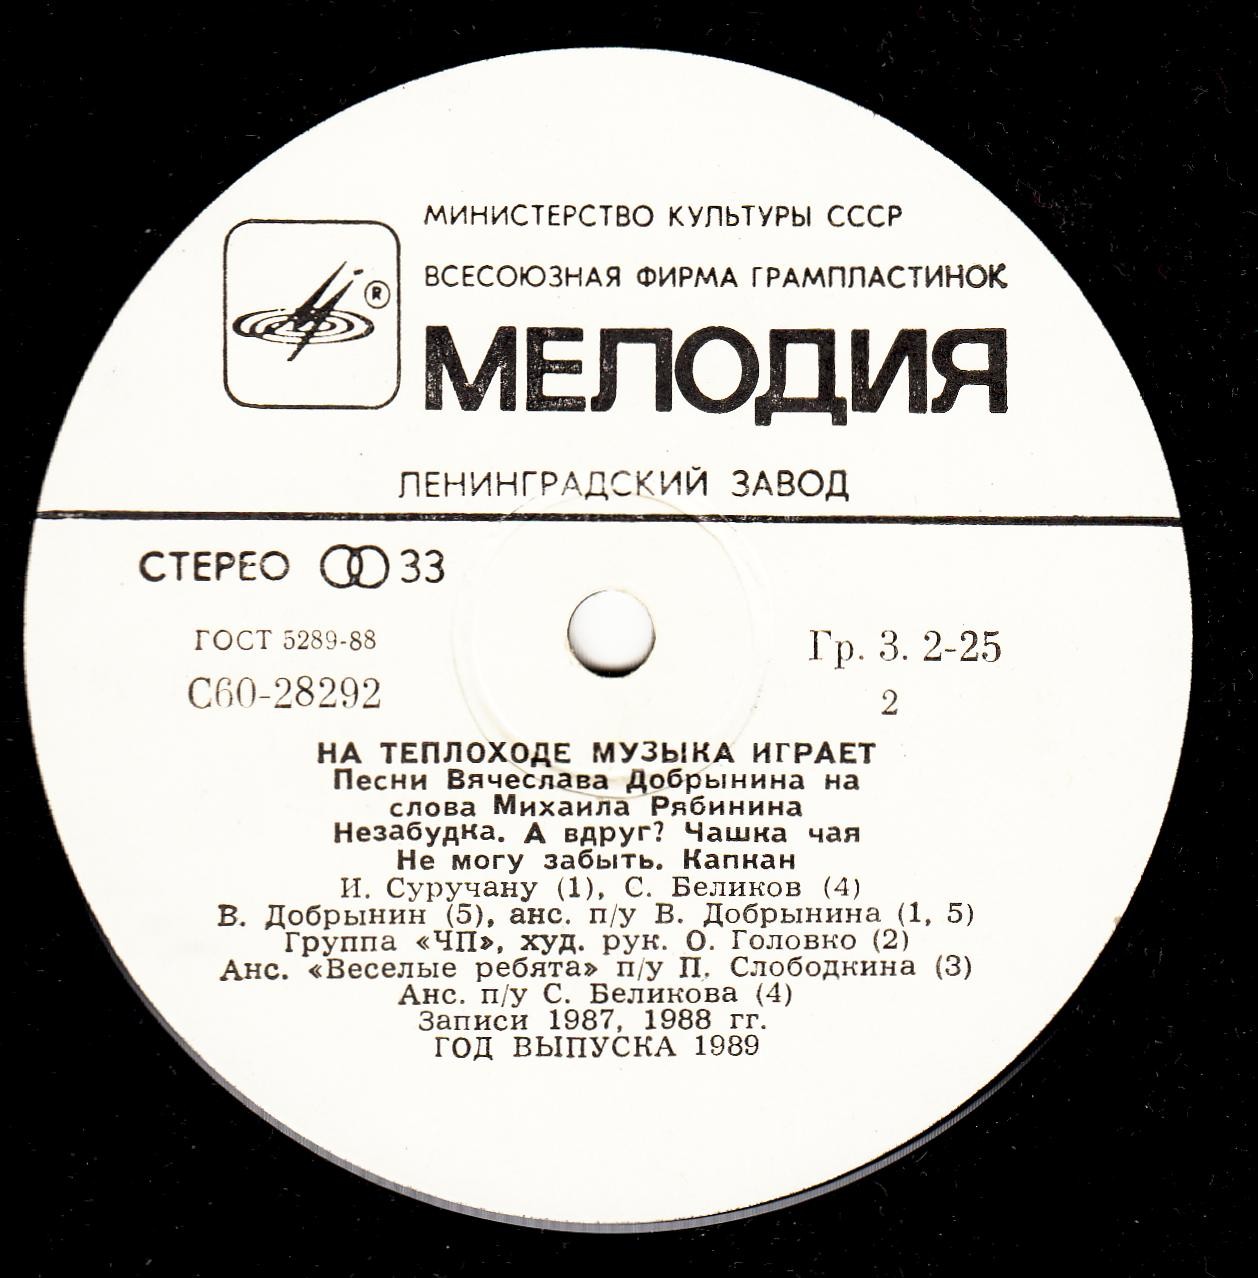 МИНИСТЕРСТВО КУЛЬТУРЫ СССР
ВСЕСОЮЗНАЯ ФИРМА ГРАМПЛАСТИНОК
®
МЕЛОДИЯ
ЛЕНИНГРАДСКИЙ ЗАВОД
СТЕРЕО 33
ГОСТ 5289-88
С60-28292
Гр. 3. 2-25
2
НА ТЕПЛОХОДЕ МУЗЫКА ИГРАЕТ
Песни Вячеслава Добрынина на
слова Михаила Рябинина
Незабудка. А вдруг? Чашка чая
Не могу забыть. Капкан
И. Суручану (1), С. Беликов (4)
В. Добрынин (5), анс. п/у В. Добрынина (1, 5)
Группа «ЧП», худ. рук. О. Головко (2)
Анс. «Веселые ребята» п/у П. Слободкина (3)
Анс. п/у С. Беликова (4)
Записи 1987, 1988 гг.
ГОД ВЫПУСКА 1989